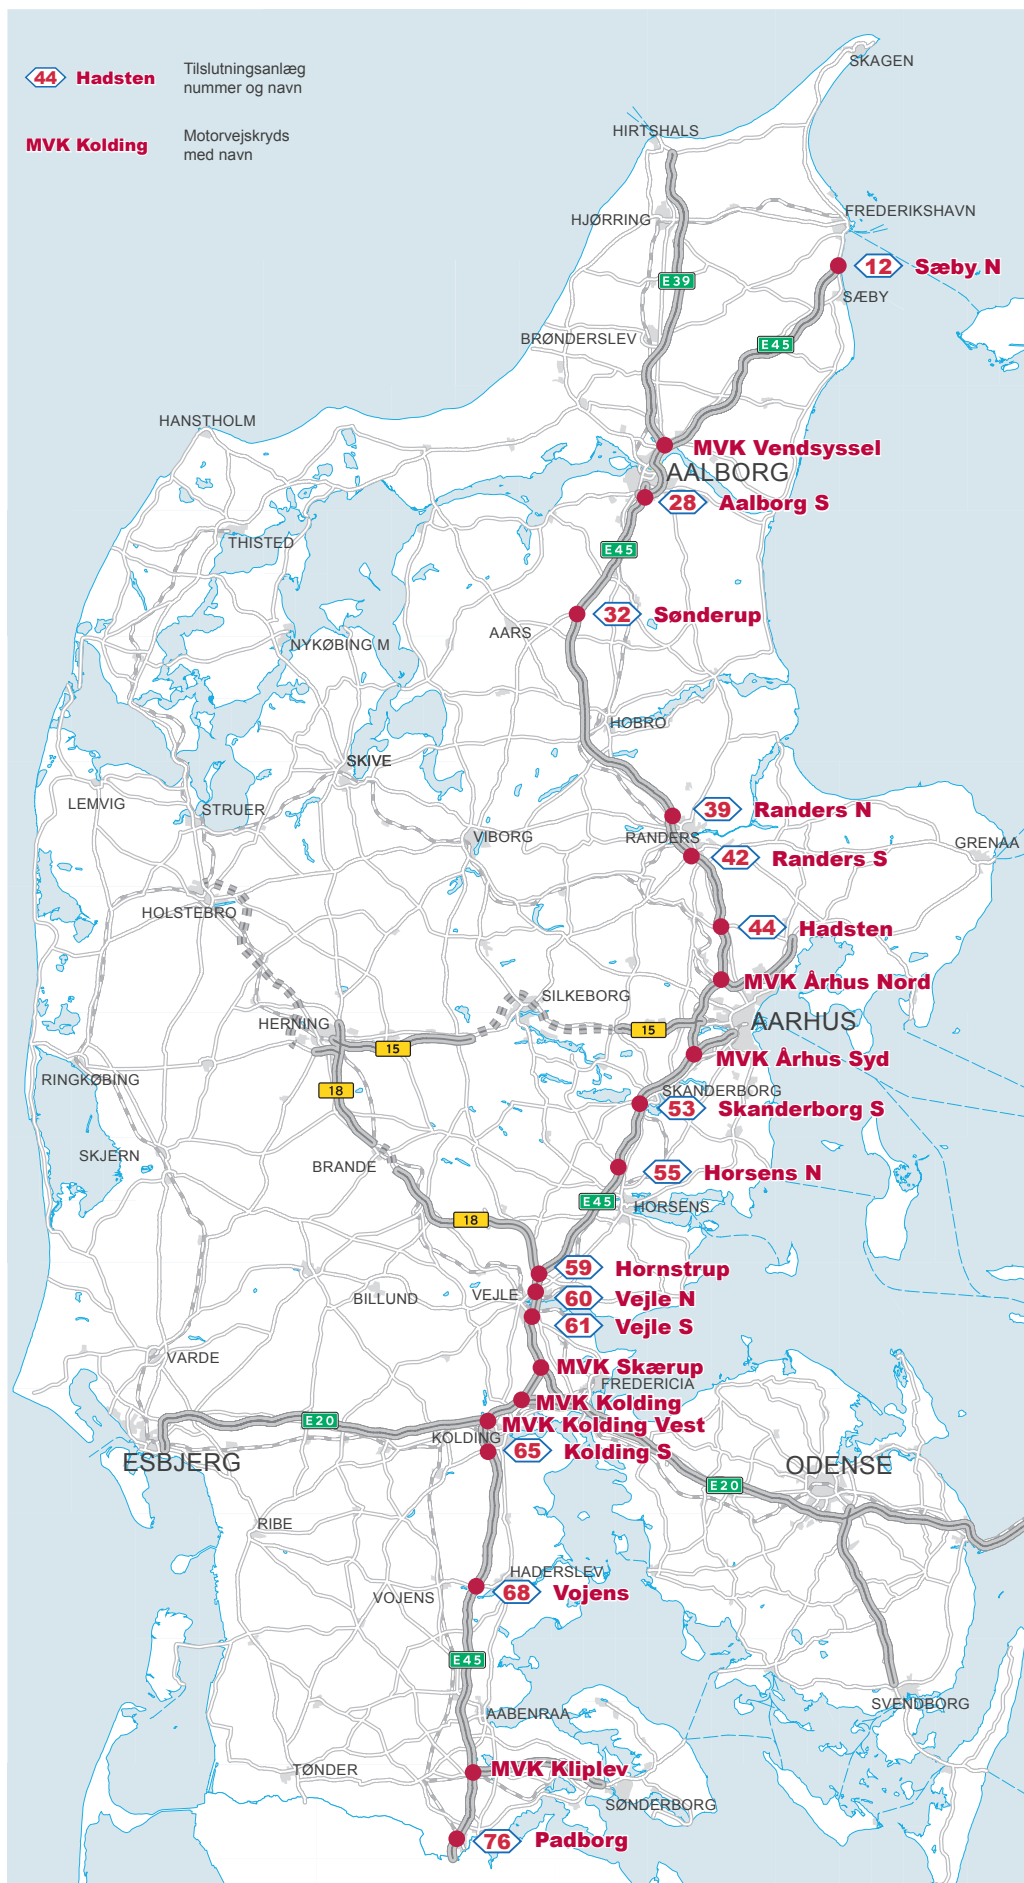 44 Hadsten
Tilslutningsanlæg
nummer og navn
MVK Kolding
Motorvejskryds
med navn
SKAGEN
HIRTSHALS
FREDERIKSHAVN
HJØRRING
12 Sæby N
E39
SÆBY
BRØNDERSLEV
E45
HANSTHOLM
MVK Vendsyssel
AALBORG
28 Aalborg S
THISTED
E45
32 Sønderup
AARS
NYKØBING M
HOBRO
SKIVE
LEMVIG
STRUER
39 Randers N
VIBORG
RANDERS
GRENAA
42 Randers S
HOLSTEBRO
44 Hadsten
MVK Århus Nord
SILKEBORG
HERNING
AARHUS
15
15
MVK Århus Syd
RINGKØBING
18
SKANDERBORG
53 Skanderborg S
SKJERN
BRANDE
55 Horsens N
E45
HORSENS
18
59 Hornstrup
VEJLE
BILLUND
60 Vejle N
61 Vejle S
VARDE
MVK Skærup
FREDERICIA
MVK Kolding
E20
MVK Kolding Vest
KOLDING
65 Kolding S
ESBJERG
ODENSE
E20
RIBE
HADERSLEV
VOJENS
68 Vojens
E45
SVENDBORG
AABENRAA
MVK Kliplev
TØNDER
SØNDERBORG
76 Padborg